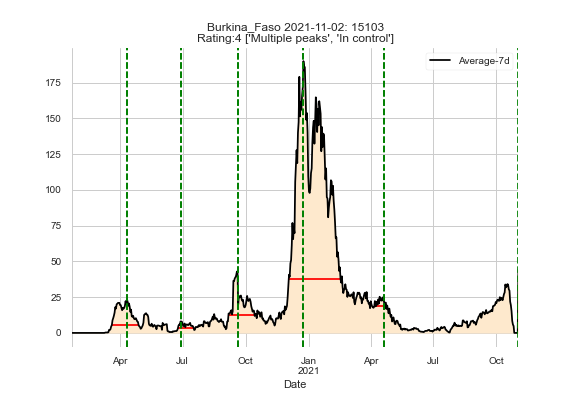 Burkina_Faso 2021-11-02: 15103
Rating:4 ['Multiple peaks', 'In control']
Average-7d
175
150
125
100
75
50
25
0
Apr Jul Oct Jan Apr Jul Oct
2021
Date